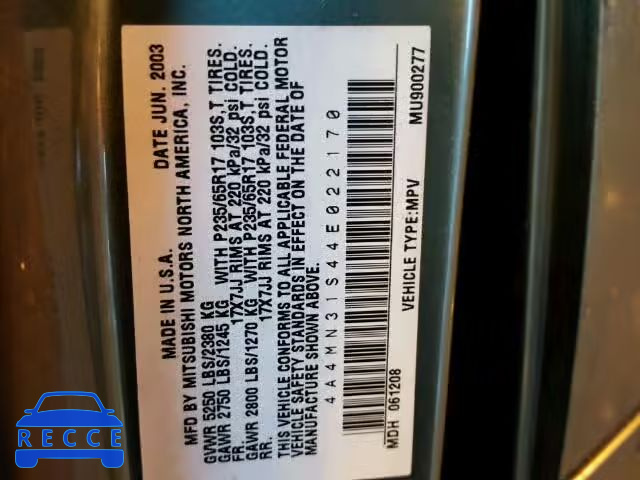 MADE IN U.S.A. DATE JUN. 2003
MFD BY MITSUBISHI MOTORS NORTH AMERICA, INC.
GVWR 5250 LBS/2380 KG
GAWR 2750 LBS/1245 KG WITH P235/65R17 103S,T TIRES.
FR. 17X7JJ RIMS AT 220 kPa/32 psi COLD.
GAWR 2800 LBS/1270 KG WITH P235/65R17 103S,T TIRES.
RR. 17X7JJ RIMS AT 220 kPa/32 psi COLD.
THIS VEHICLE CONFORMS TO ALL APPLICABLE FEDERAL MOTOR
VEHICLE SAFETY STANDARDS IN EFFECT ON THE DATE OF
MANUFACTURE SHOWN ABOVE.
4A4MN31S44E022170
MDH 061208 VEHICLE TYPE:MPV MU900277
RECCE